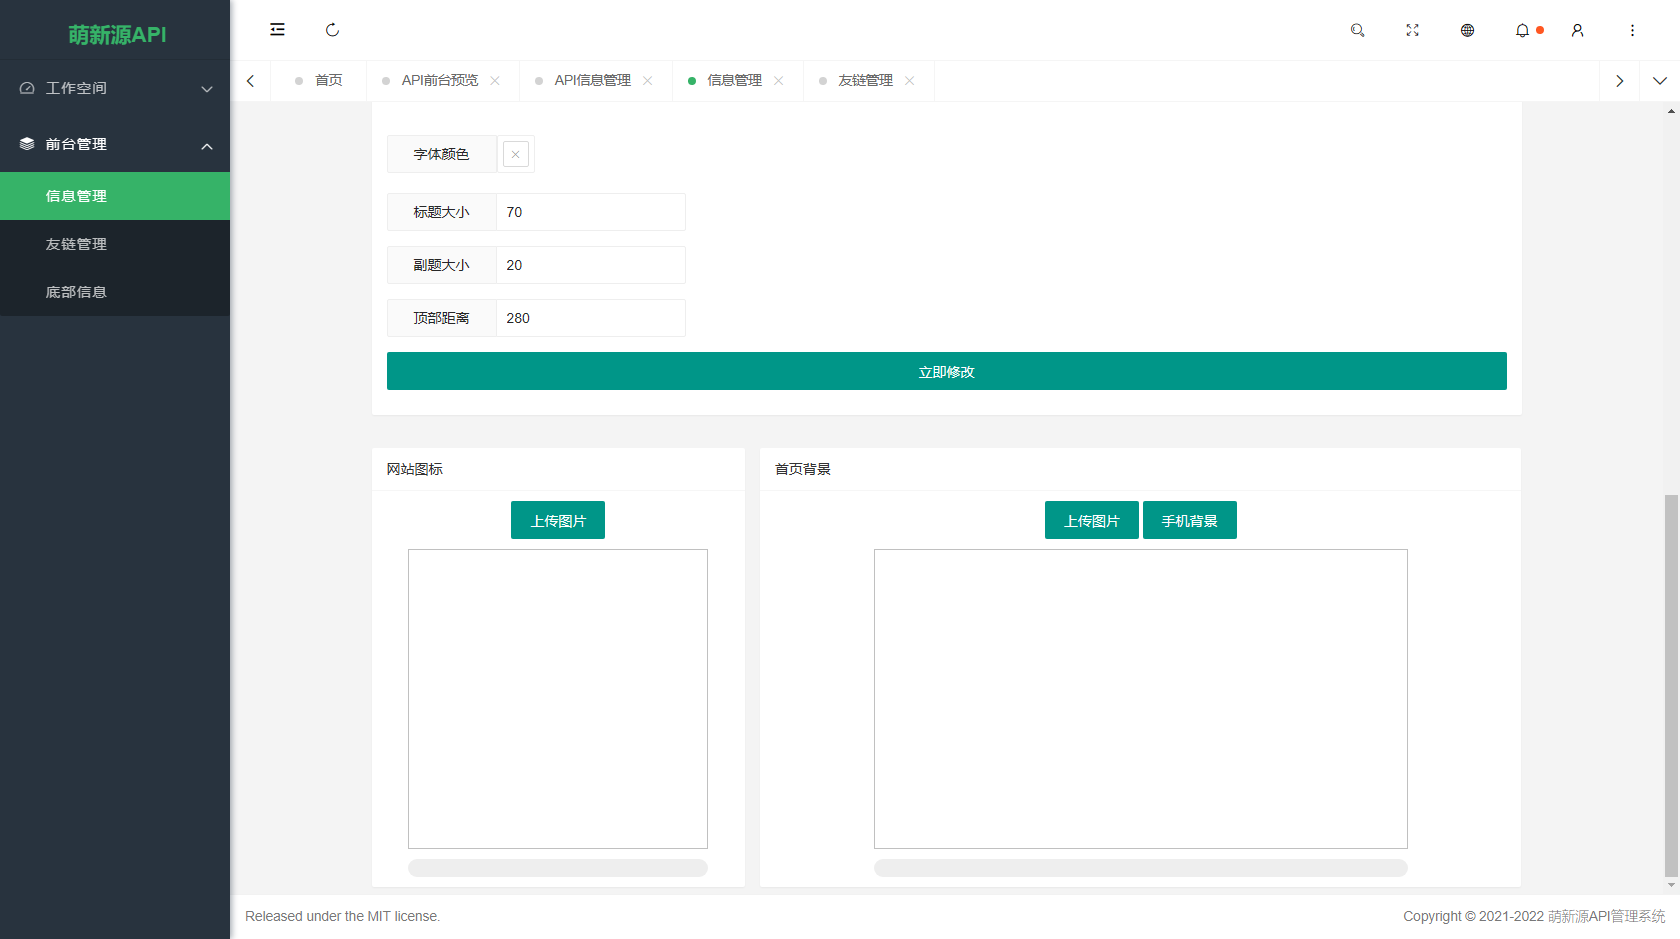 萌新源API
工作空间
前台管理
信息管理
友链管理
底部信息
首页
API前台预览
API信息管理
信息管理
友链管理
字体颜色
标题大小 70
副题大小 20
顶部距离 280
立即修改
网站图标
上传图片
首页背景
上传图片 手机背景
Released under the MIT license.
Copyright © 2021-2022 萌新源API管理系统